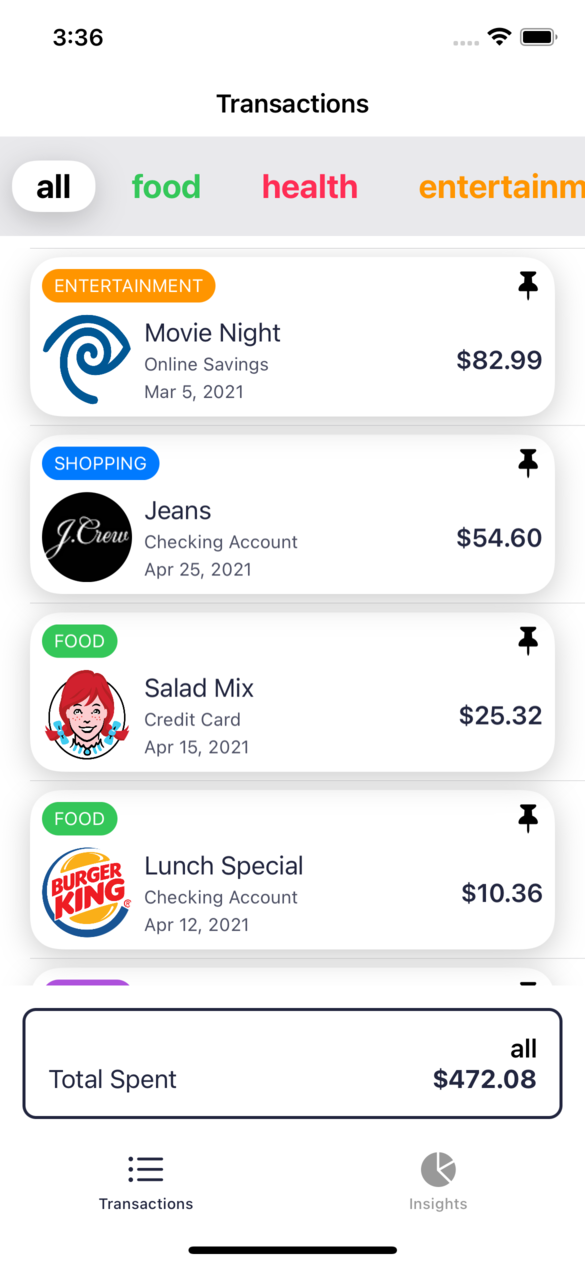 3:36
Transactions
all food health entertainm
ENTERTAINMENT
Movie Night
Online Savings
Mar 5, 2021
$82.99
SHOPPING
J.Crew
Jeans
Checking Account
Apr 25, 2021
$54.60
FOOD
Salad Mix
Credit Card
Apr 15, 2021
$25.32
FOOD
BURGER
KING
®
Lunch Special
Checking Account
Apr 12, 2021
$10.36
all
Total Spent $472.08
Transactions Insights